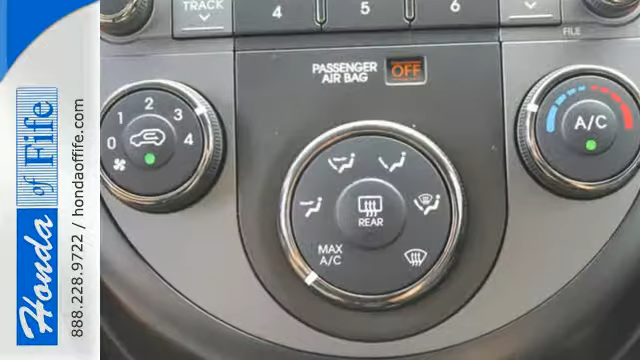 TRACK
4
5
6
FILE
PASSENGER
AIR BAG
OFF
0
1
2
3
4
A/C
REAR
MAX
A/C
Honda of Fife
888.228.9722 / hondaoffife.com